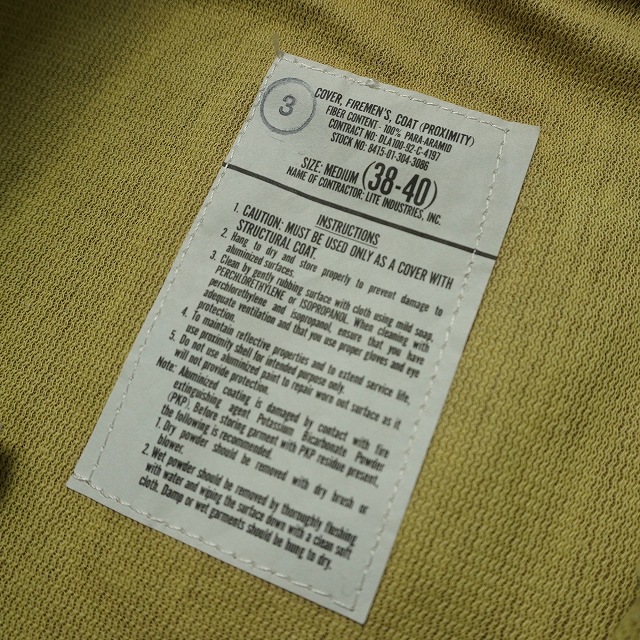 3
COVER, FIREMEN'S, COAT (PROXIMITY)
FIBER CONTENT: 100% PARA-ARAMID
CONTRACT NO: DLA100-92-C-4197
STOCK NO: 8415-01-304-3086
SIZE: MEDIUM (38-40)
NAME OF CONTRACTOR: LITE INDUSTRIES, INC.
INSTRUCTIONS
1. CAUTION: MUST BE USED ONLY AS A COVER WITH
STRUCTURAL COAT.
2. Hang to dry and store properly to prevent damage to
aluminized surfaces.
3. Clean by gently rubbing surface with cloth using mild soap,
PERCHLORETHYLENE or ISOPROPANOL. When cleaning with
perchlorethylene and isopropanol, ensure that you have
adequate ventilation and that you use proper gloves and eye
protection.
4. To maintain reflective properties and to extend service life,
use proximity shell for intended purposes only.
5. Do not use aluminized paint to repair worn out surface as it
will not provide protection.
Note: Aluminized coating is damaged by contact with fire
extinguishing agent Potassium Bicarbonate Powder
(PKP). Before storing garment with PKP residue present,
the following is recommended.
1. Dry powder should be removed with dry brush or
blower.
2. Wet powder should be removed by thoroughly flushing
with water and wiping the surface down with a clean soft
cloth. Damp or wet garments should be hung to dry.